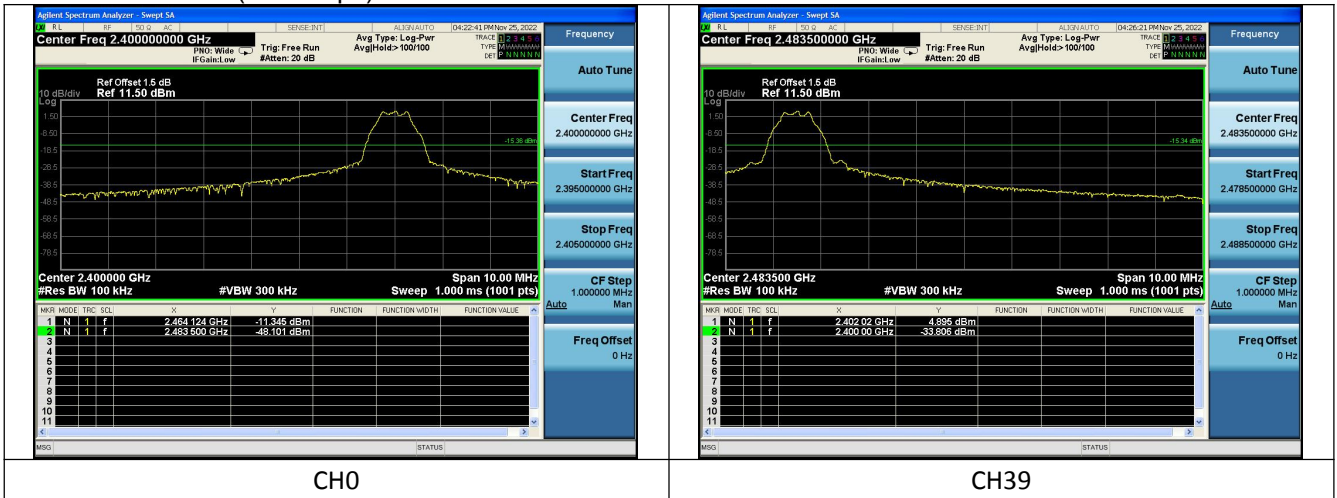 Agilent Spectrum Analyzer - Swept SA
RL RF 50 Ω AC SENSE:INT ALIGNAUTO 04:22:41 PM Nov 25, 2022
Center Freq 2.400000000 GHz
PNO: Wide
IFGain:Low
Trig: Free Run
#Atten: 20 dB
Avg Type: Log-Pwr
Avg|Hold:>100/100
TRACE 1 2 3 4 5 6
TYPE M
DET P N N N N N
Ref Offset 1.5 dB
Ref 11.50 dBm
10 dB/div
Log
1.50
-8.50
-18.5
-28.5
-38.5
-48.5
-58.5
-68.5
-78.5
-15.36 dBm
Center 2.400000 GHz
Span 10.00 MHz
#Res BW 100 kHz
#VBW 300 kHz
Sweep 1.000 ms (1001 pts)
MKR MODE TRC SCL X Y FUNCTION FUNCTION WIDTH FUNCTION VALUE
1 N 1 f 2.464 124 GHz -11.345 dBm
2 N 1 f 2.483 500 GHz -48.101 dBm
3
4
5
6
7
8
9
10
11
MSG
STATUS
Frequency
Auto Tune
Center Freq
2.400000000 GHz
Start Freq
2.395000000 GHz
Stop Freq
2.405000000 GHz
CF Step
1.000000 MHz
Auto Man
Freq Offset
0 Hz
CH0
Agilent Spectrum Analyzer - Swept SA
RL RF 50 Ω AC SENSE:INT ALIGNAUTO 04:26:21 PM Nov 25, 2022
Center Freq 2.483500000 GHz
PNO: Wide
IFGain:Low
Trig: Free Run
#Atten: 20 dB
Avg Type: Log-Pwr
Avg|Hold:>100/100
TRACE 1 2 3 4 5 6
TYPE M
DET P N N N N N
Ref Offset 1.5 dB
Ref 11.50 dBm
10 dB/div
Log
1.50
-8.50
-18.5
-28.5
-38.5
-48.5
-58.5
-68.5
-78.5
-15.34 dBm
Center 2.483500 GHz
Span 10.00 MHz
#Res BW 100 kHz
#VBW 300 kHz
Sweep 1.000 ms (1001 pts)
MKR MODE TRC SCL X Y FUNCTION FUNCTION WIDTH FUNCTION VALUE
1 N 1 f 2.402 02 GHz 4.895 dBm
2 N 1 f 2.400 00 GHz -33.806 dBm
3
4
5
6
7
8
9
10
11
MSG
STATUS
Frequency
Auto Tune
Center Freq
2.483500000 GHz
Start Freq
2.478500000 GHz
Stop Freq
2.488500000 GHz
CF Step
1.000000 MHz
Auto Man
Freq Offset
0 Hz
CH39